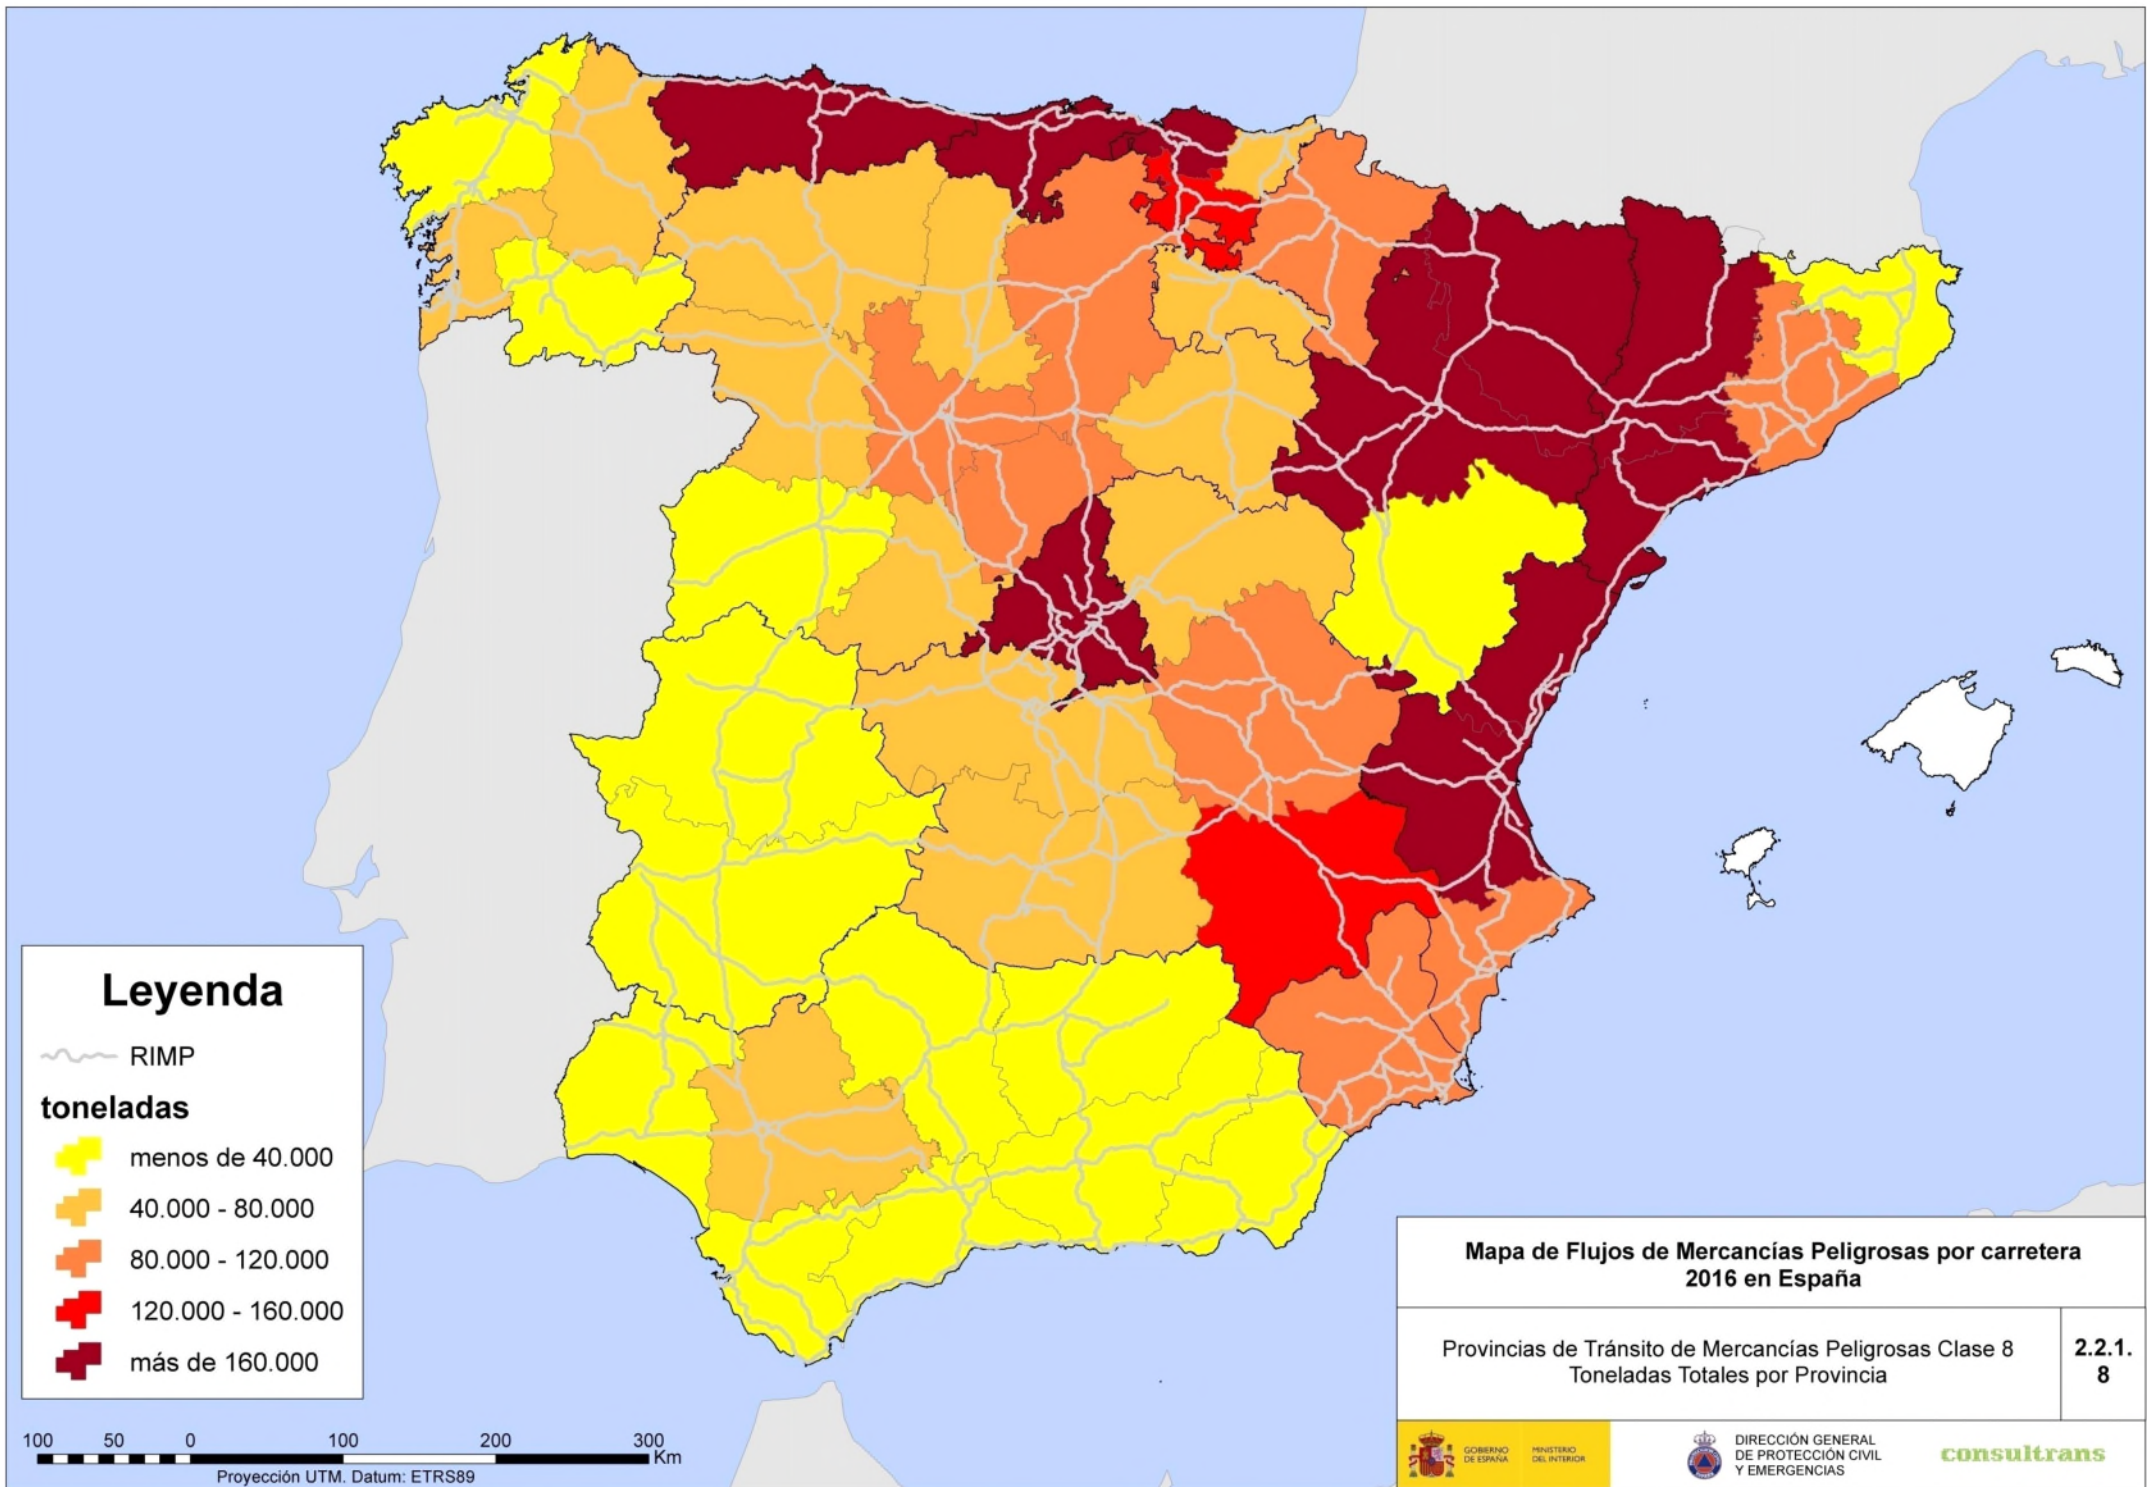 Leyenda
RIMP
toneladas
menos de 40.000
40.000 - 80.000
80.000 - 120.000
120.000 - 160.000
más de 160.000
100 50 0 100 200 300
Km
Proyección UTM. Datum: ETRS89
Mapa de Flujos de Mercancías Peligrosas por carretera
2016 en España
Provincias de Tránsito de Mercancías Peligrosas Clase 8
Toneladas Totales por Provincia
2.2.1.
8
GOBIERNO
DE ESPAÑA
MINISTERIO
DEL INTERIOR
DIRECCIÓN GENERAL
DE PROTECCIÓN CIVIL
Y EMERGENCIAS
consultrans